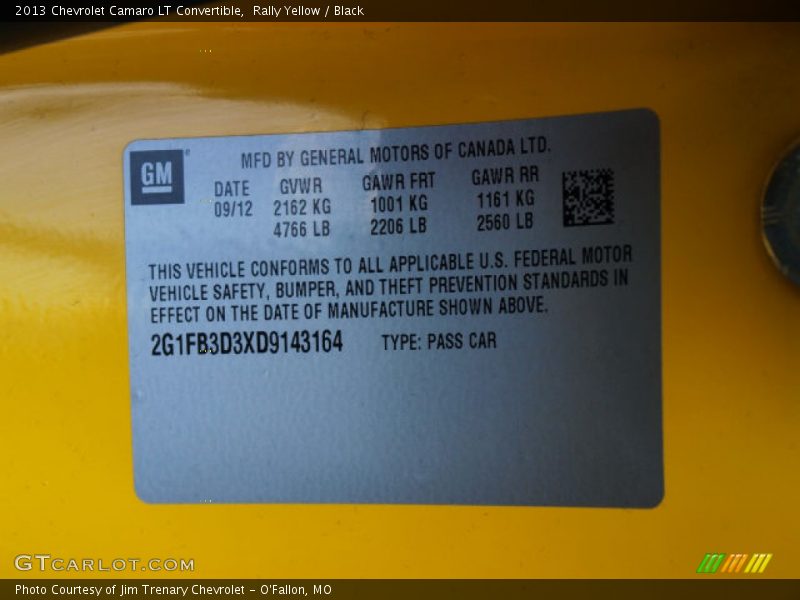 2013 Chevrolet Camaro LT Convertible,  Rally Yellow / Black
GM
MFD BY GENERAL MOTORS OF CANADA LTD.
DATE GVWR GAWR FRT GAWR RR
09/12 2162 KG 1001 KG 1161 KG
4766 LB 2206 LB 2560 LB
THIS VEHICLE CONFORMS TO ALL APPLICABLE U.S. FEDERAL MOTOR
VEHICLE SAFETY, BUMPER, AND THEFT PREVENTION STANDARDS IN
EFFECT ON THE DATE OF MANUFACTURE SHOWN ABOVE.
2G1FB3D3XD9143164 TYPE: PASS CAR
GTCARLOT.COM
Photo Courtesy of Jim Trenary Chevrolet - O'Fallon, MO